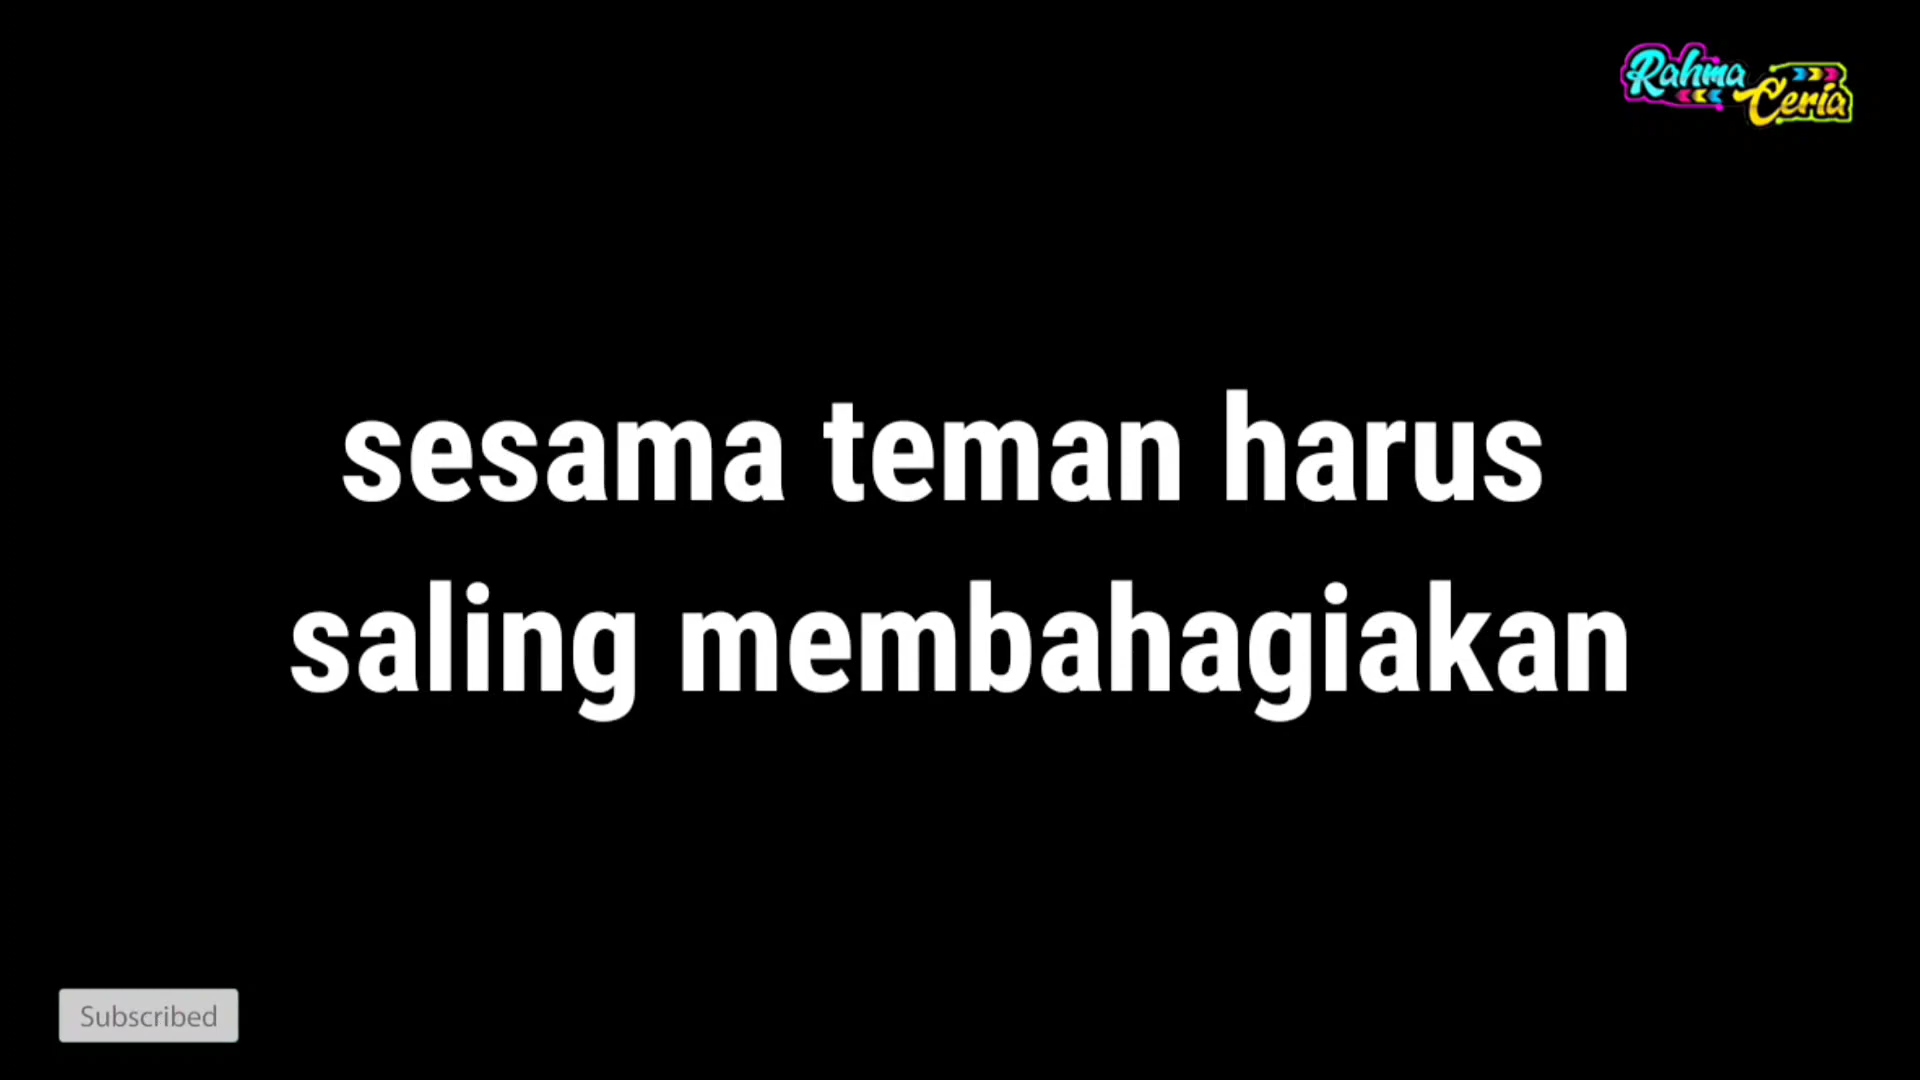 Rahma
Ceria
sesama teman harus
saling membahagiakan
Subscribed